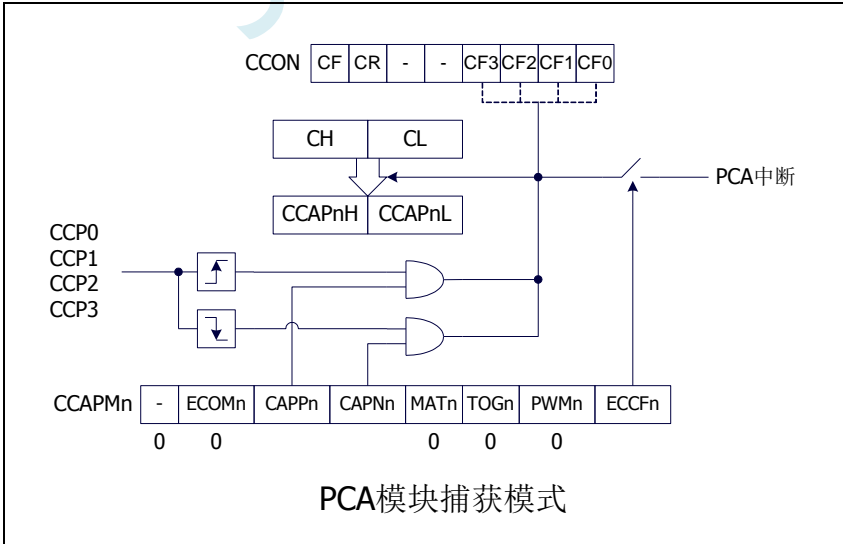 CCON CF CR - - CF3 CF2 CF1 CF0
CH CL
PCA中断
CCAPnH CCAPnL
CCP0
CCP1
CCP2
CCP3
CCAPMn - ECOMn CAPPn CAPNn MATn TOGn PWMn ECCFn
0 0 0 0 0
PCA模块捕获模式